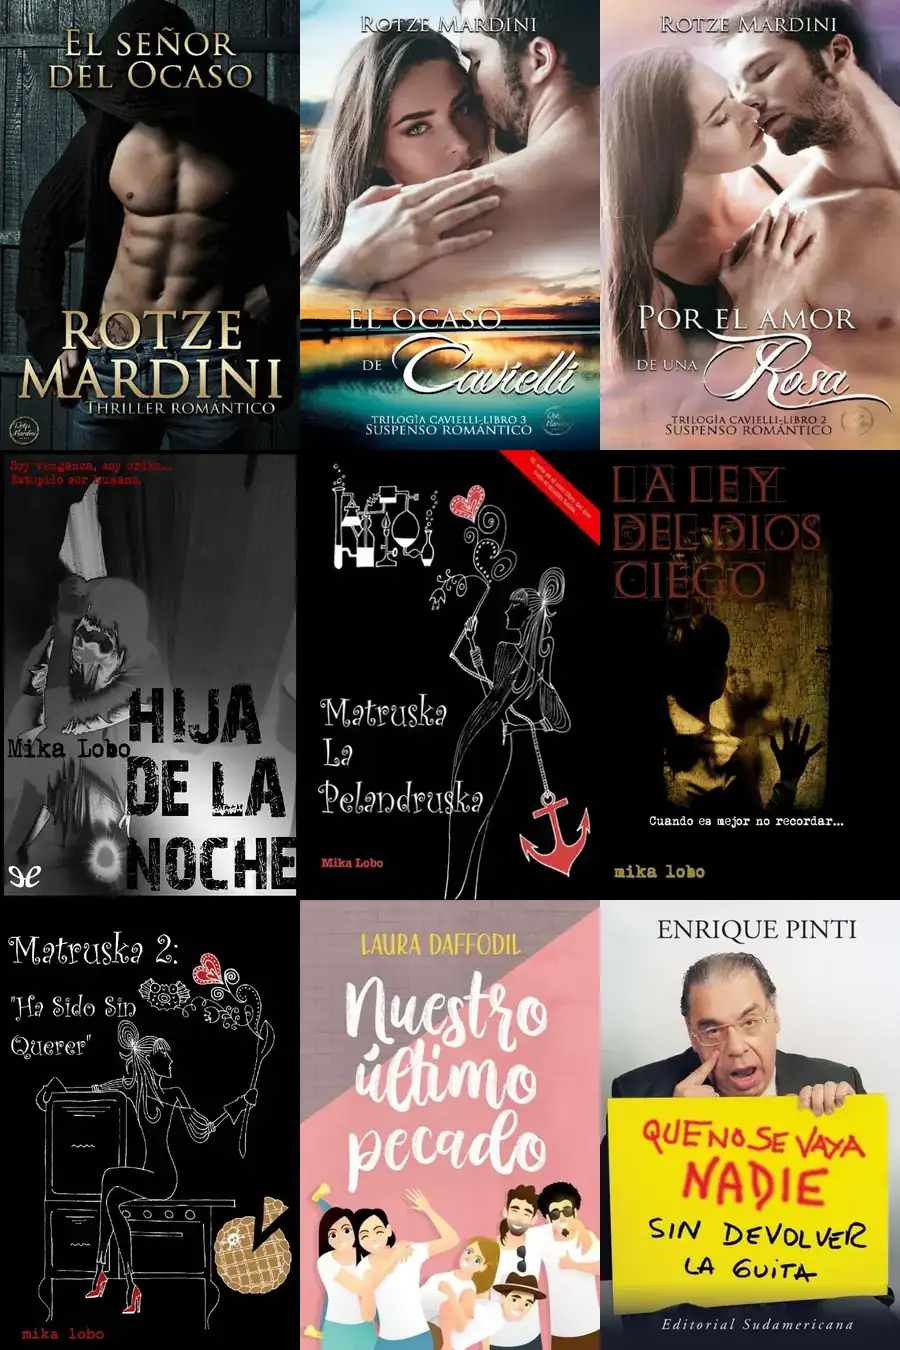 EL SEÑOR
DEL OCASO
ROTZE
MARDINI
THRILLER ROMÁNTICO
ROTZE MARDINI
EL OCASO
DE Cavielli
TRILOGÌA CAVIELLI-LIBRO 3
SUSPENSO ROMÁNTICO
ROTZE MARDINI
POR EL AMOR
DE UNA Rosa
TRILOGÌA CAVIELLI-LIBRO 2
SUSPENSO ROMÁNTICO
Soy venganza, soy crimen...
Estúpido ser humano.
Mika Lobo
HIJA
DE LA
NOCHE
Matruska
La
Pelandruska
Mika Lobo
LA LEY
DEL DIOS
CIEGO
Cuando es mejor no recordar...
mika lobo
Matruska 2:
"Ha Sido Sin
Querer"
mika lobo
LAURA DAFFODIL
Nuestro
último
pecado
ENRIQUE PINTI
QUE NO SE VAYA
NADIE
SIN DEVOLVER
LA GUITA
Editorial Sudamericana